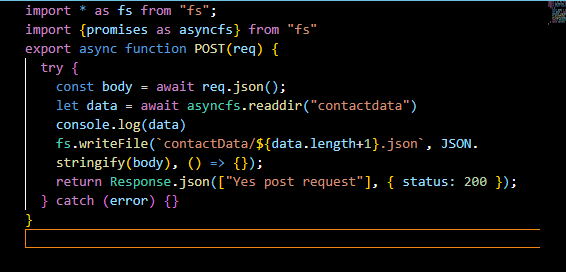 import * as fs from "fs";
import {promises as asyncfs} from "fs"
export async function POST(req) {
try {
const body = await req.json();
let data = await asyncfs.readdir("contactdata")
console.log(data)
fs.writeFile(`contactData/${data.length+1}.json`, JSON.
stringify(body), () => {});
return Response.json(["Yes post request"], { status: 200 });
} catch (error) {}
}